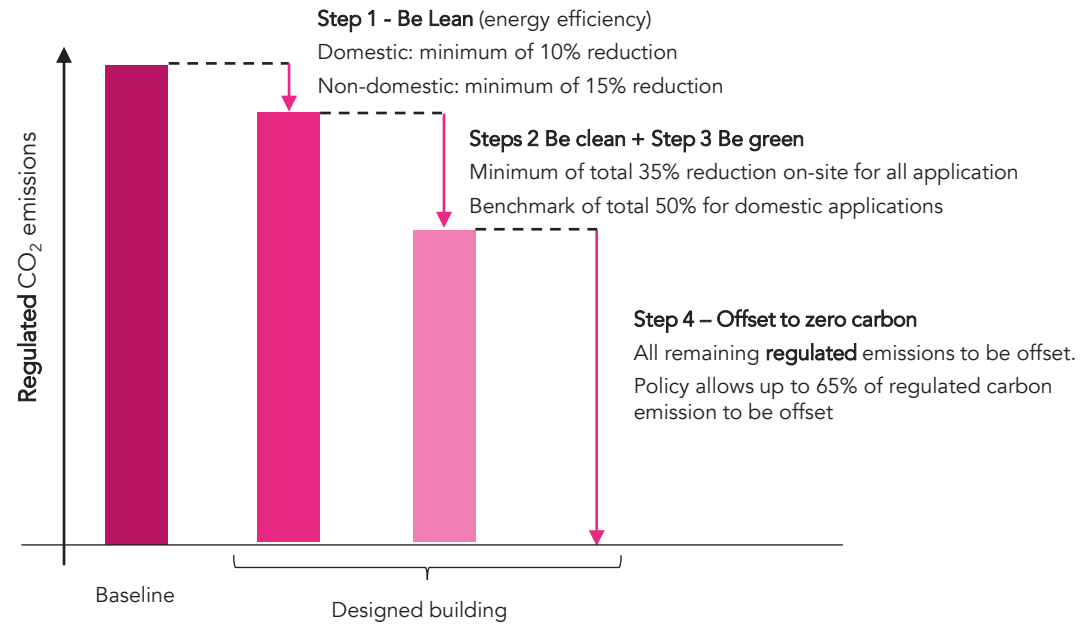 Step 1 - Be Lean (energy efficiency)
Domestic: minimum of 10% reduction
Non-domestic: minimum of 15% reduction
Steps 2 Be clean + Step 3 Be green
Minimum of total 35% reduction on-site for all application
Benchmark of total 50% for domestic applications
Step 4 – Offset to zero carbon
All remaining regulated emissions to be offset.
Policy allows up to 65% of regulated carbon
emission to be offset
Regulated CO₂ emissions
Baseline
Designed building